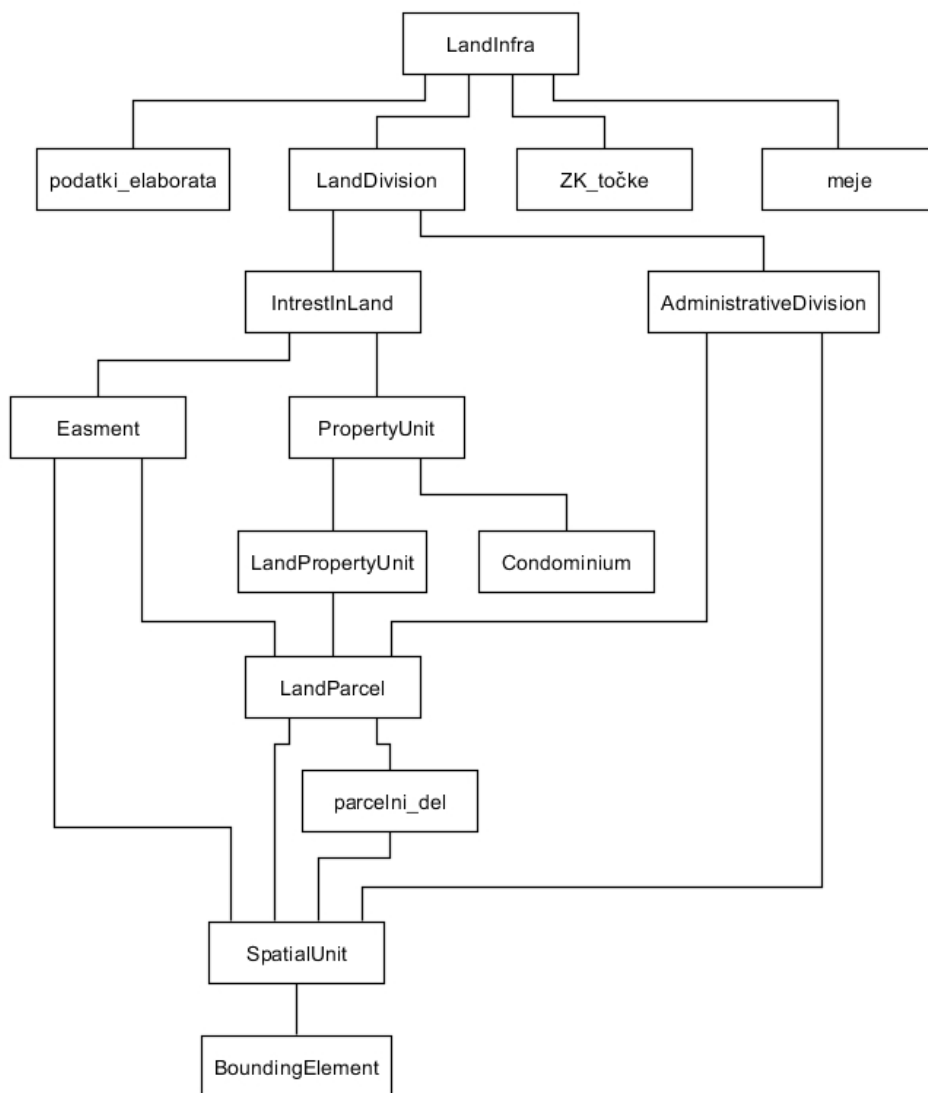 LandInfra
podatki_elaborata
LandDivision
ZK_točke
meje
IntrestInLand
AdministrativeDivision
Easment
PropertyUnit
LandPropertyUnit
Condominium
LandParcel
parcelni_del
SpatialUnit
BoundingElement